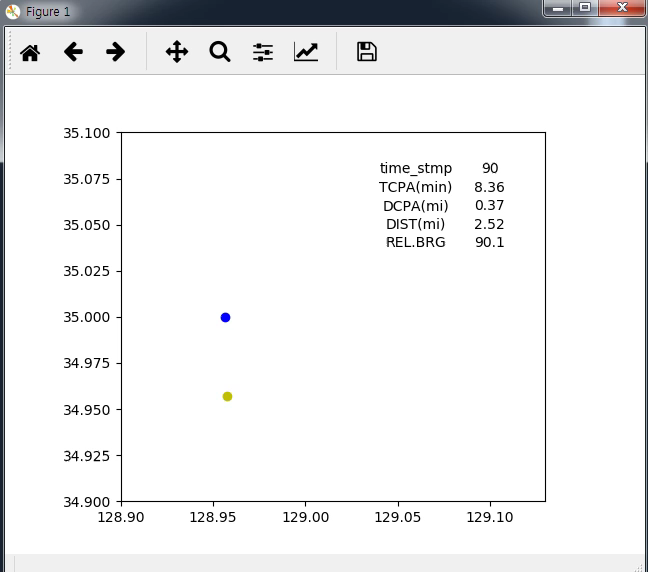 Figure 1
35.100
35.075
35.050
35.025
35.000
34.975
34.950
34.925
34.900
128.90 128.95 129.00 129.05 129.10
time_stmp 90
TCPA(min) 8.36
DCPA(mi) 0.37
DIST(mi) 2.52
REL.BRG 90.1